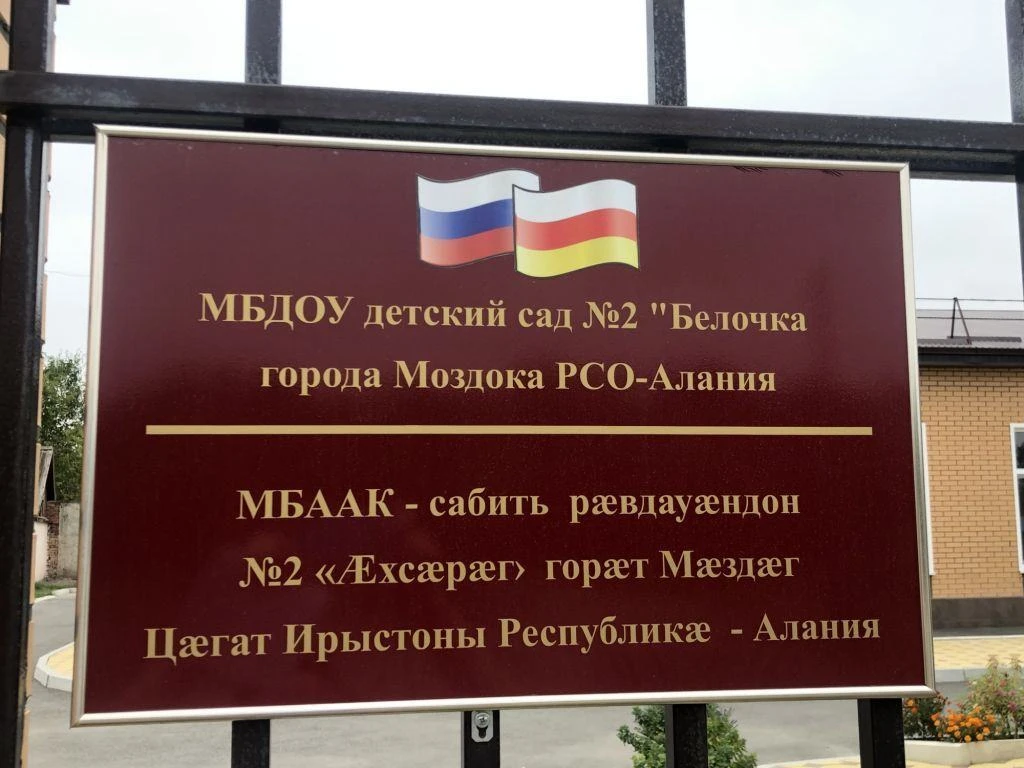 МБДОУ детский сад №2 "Белочка
города Моздока РСО-Алания
МБААК - сабить рæвдауæндон
№2 «Æхсæрæг› горæт Мæздæг
Цæгат Ирыстоны Республикæ - Алания